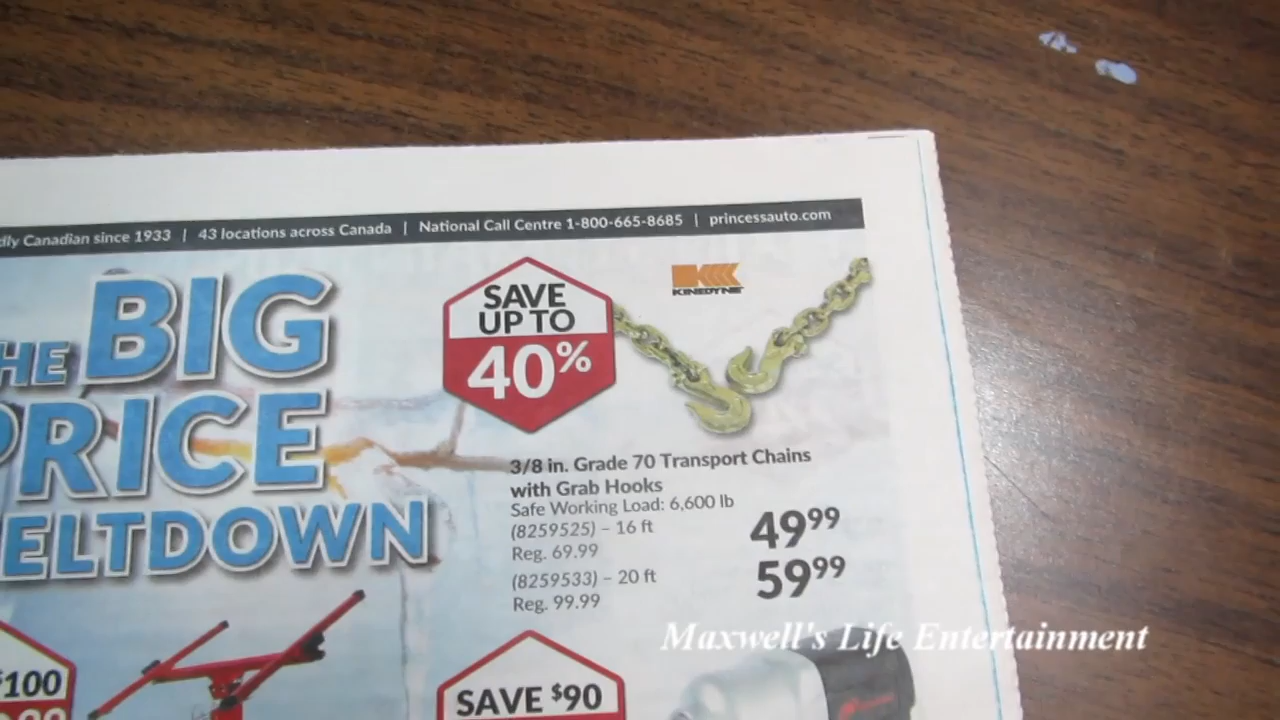 dly Canadian since 1933 | 43 locations across Canada | National Call Centre 1-800-665-8685 | princessauto.com
HE BIG
PRICE
ELTDOWN
SAVE
UP TO
40%
KINEDYNE
3/8 in. Grade 70 Transport Chains
with Grab Hooks
Safe Working Load: 6,600 lb
(8259525) – 16 ft
Reg. 69.99
4999
(8259533) – 20 ft
Reg. 99.99
5999
Maxwell's Life Entertainment
$100
SAVE $90